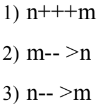 1) n+++m
2) m-- >n
3) n-- >m